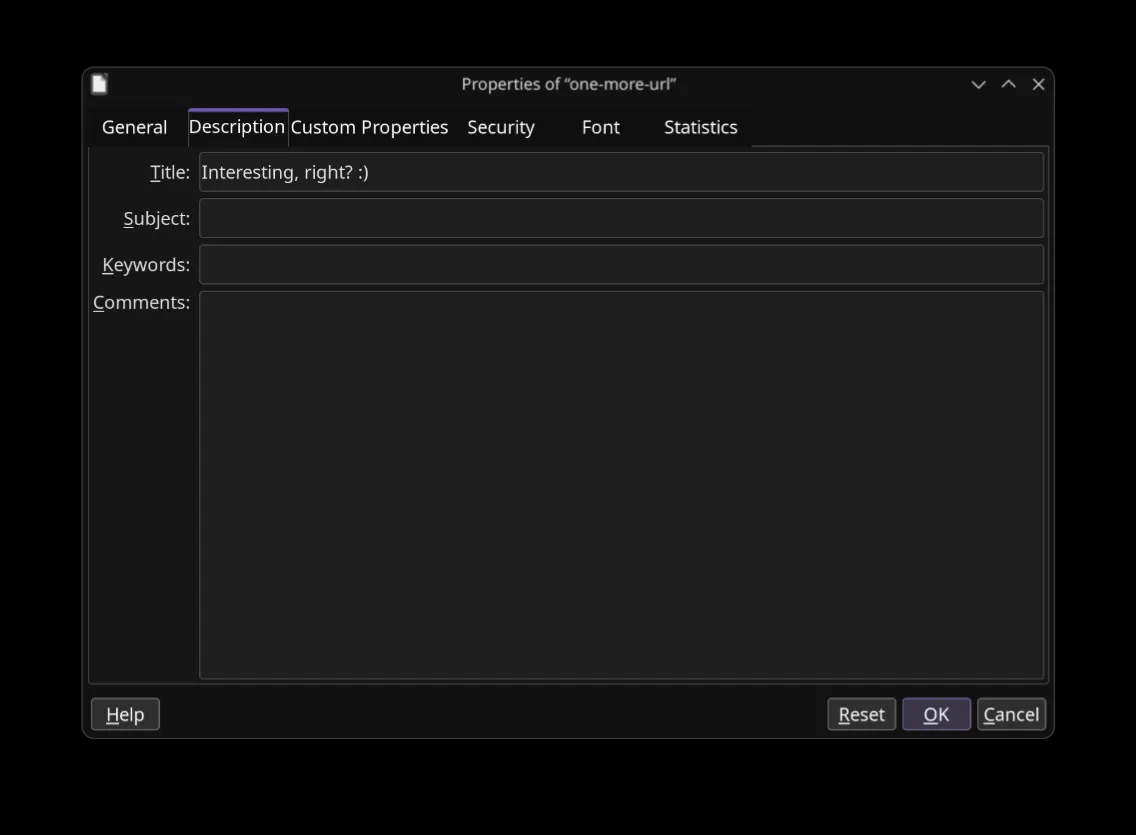 Properties of “one-more-url”
General Description Custom Properties Security Font Statistics
Title: Interesting, right? :)
Subject:
Keywords:
Comments:
Help Reset OK Cancel